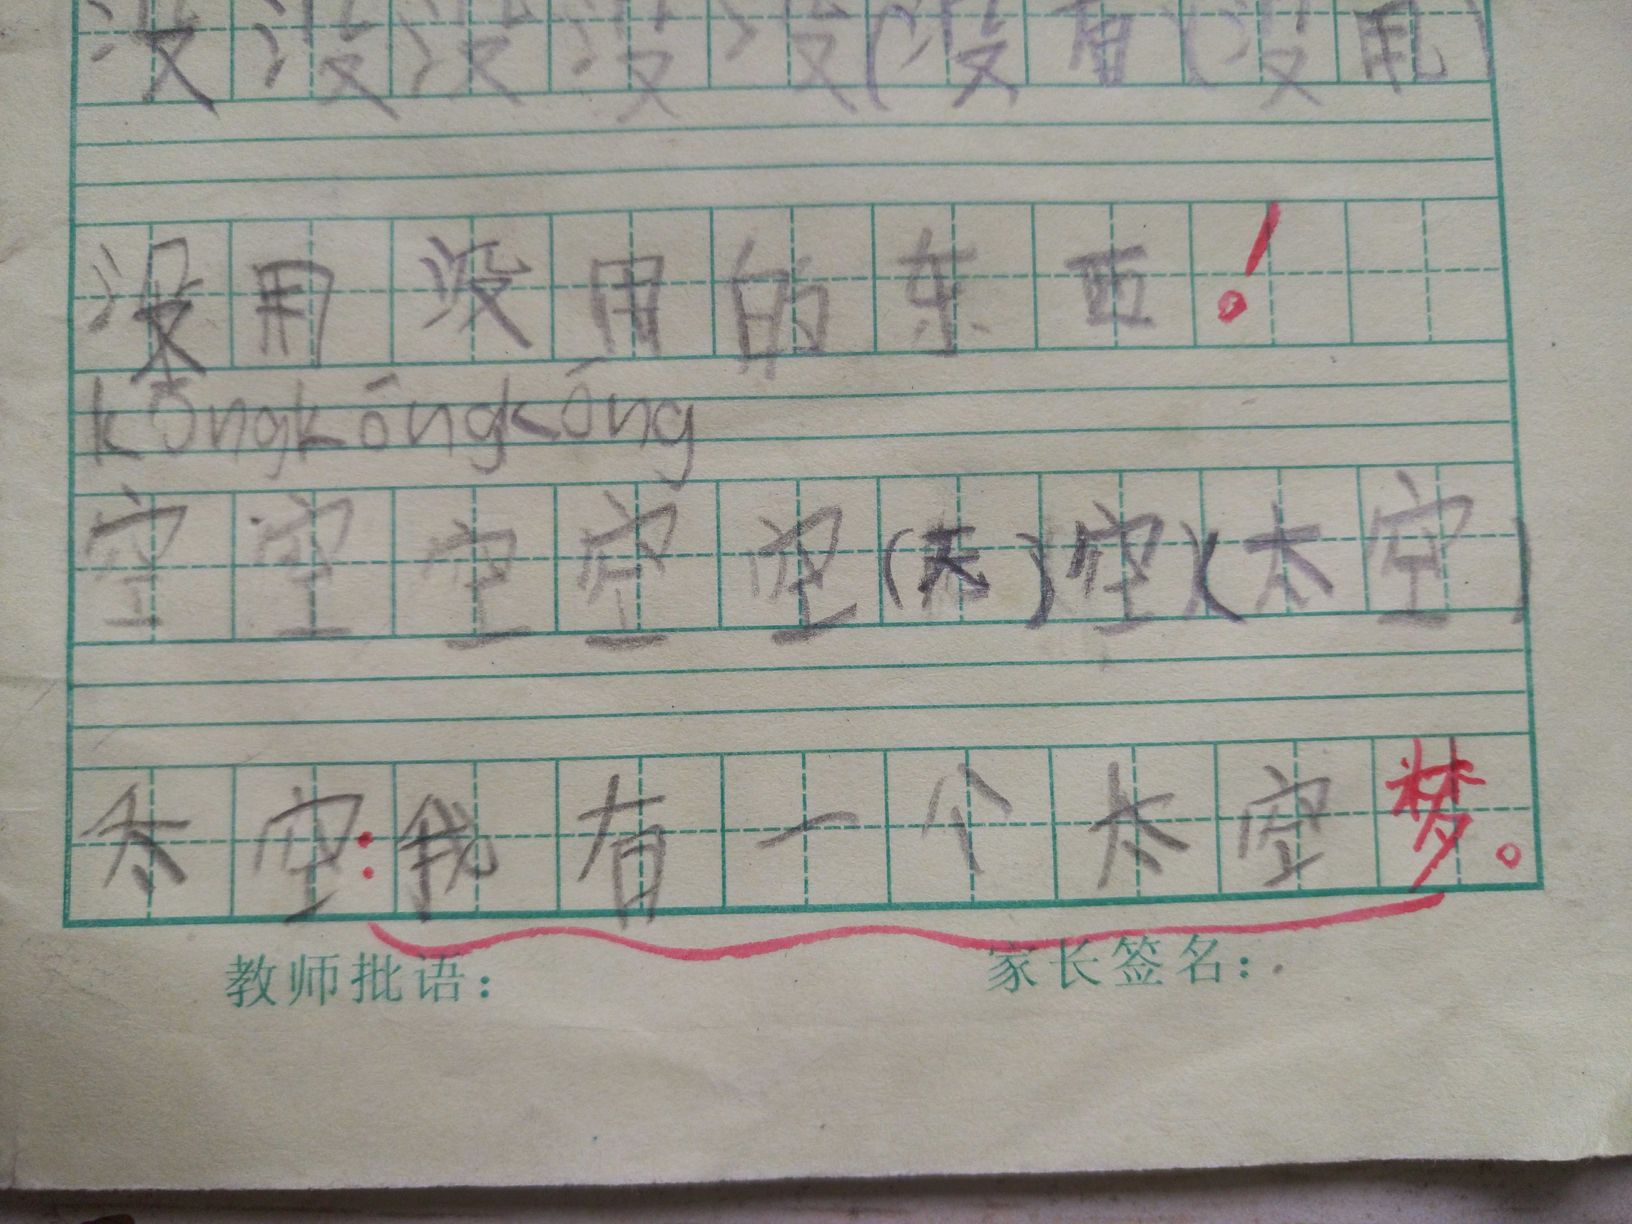 没没没没没(没有)(没用)
没用没用的东西!
kōngkōngkōng
空空空空空(天)空)(太空)
太空:我有一个太空梦。
教师批语: 家长签名: